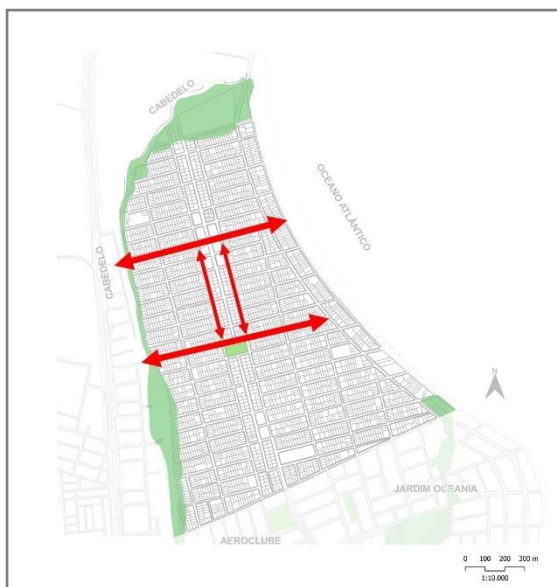 CABEDELO
OCEANO ATLÂNTICO
CABEDELO
N
JARDIM OCEANIA
AEROCLUBE
0 100 200 300 m
1:10.000